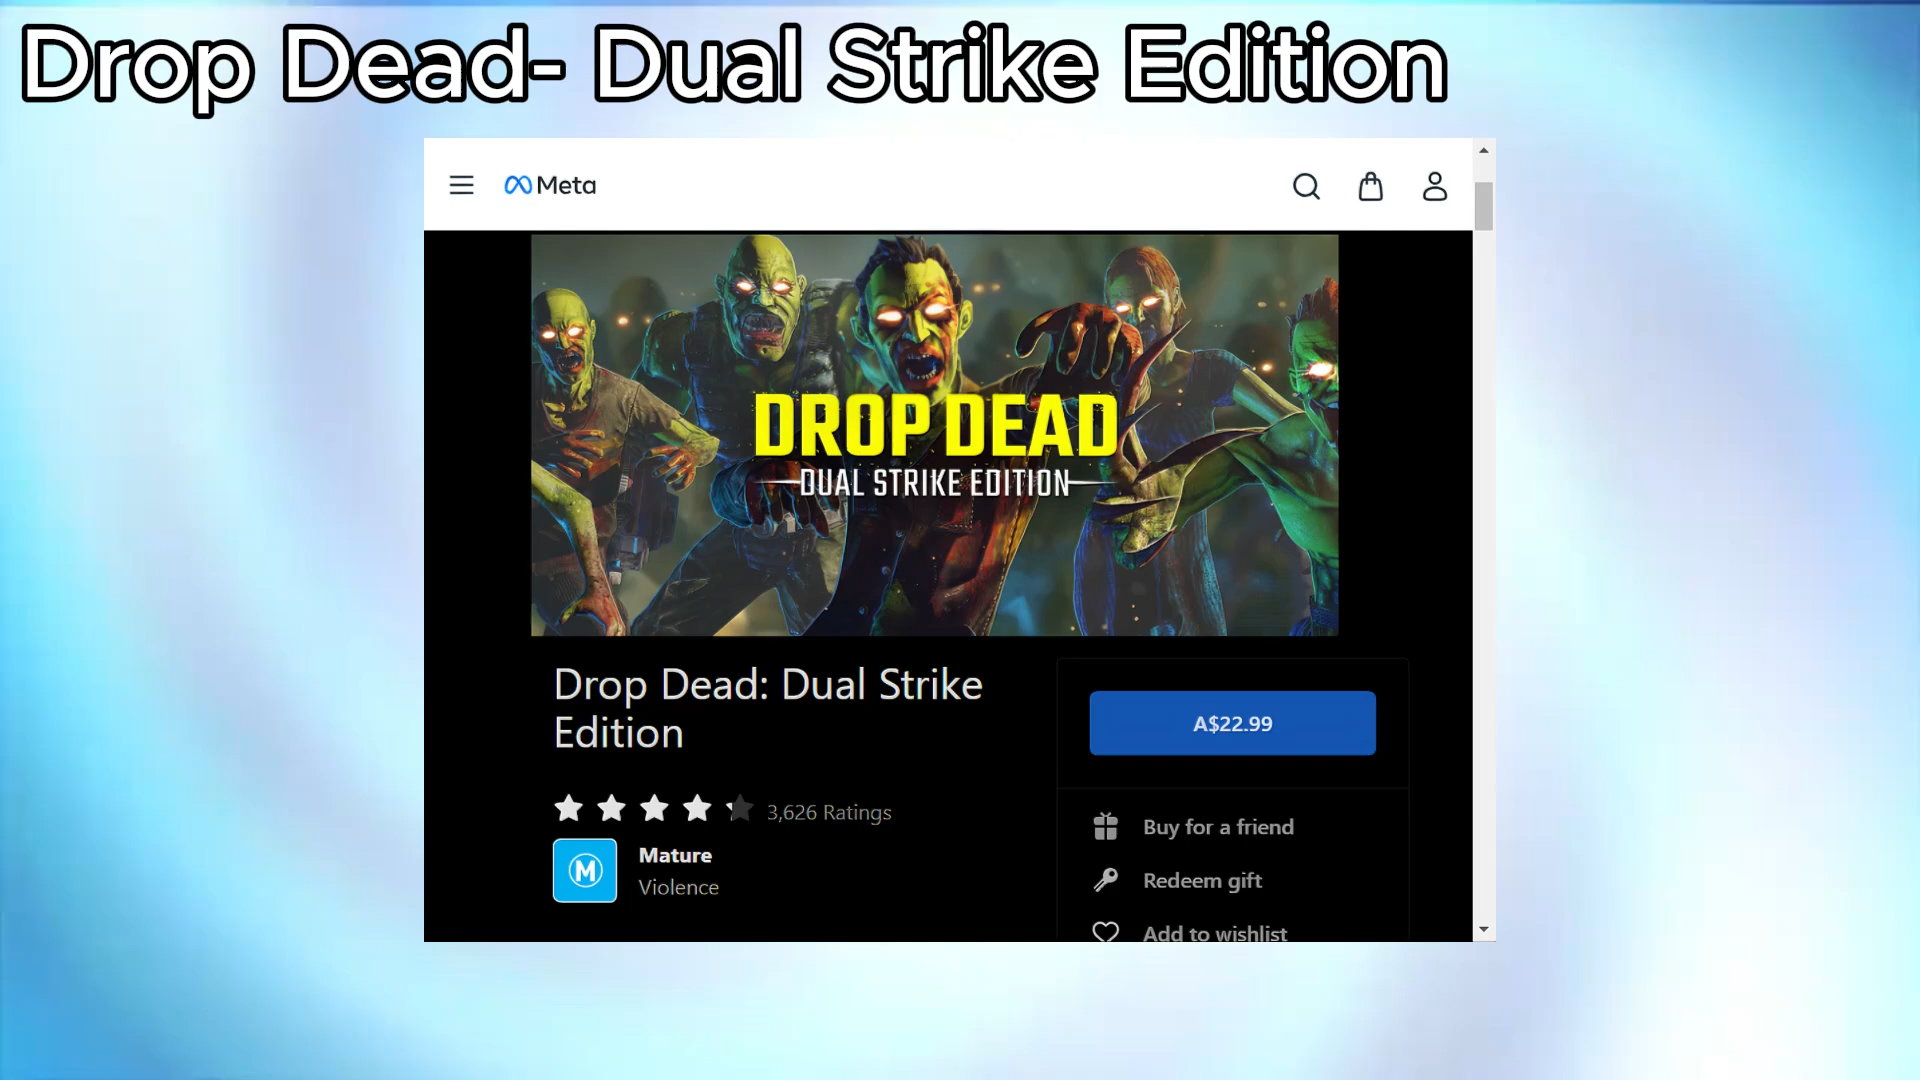 Drop Dead- Dual Strike Edition
Meta
DROP DEAD
DUAL STRIKE EDITION
Drop Dead: Dual Strike
Edition
A$22.99
3,626 Ratings
M
Mature
Violence
Buy for a friend
Redeem gift
Add to wishlist